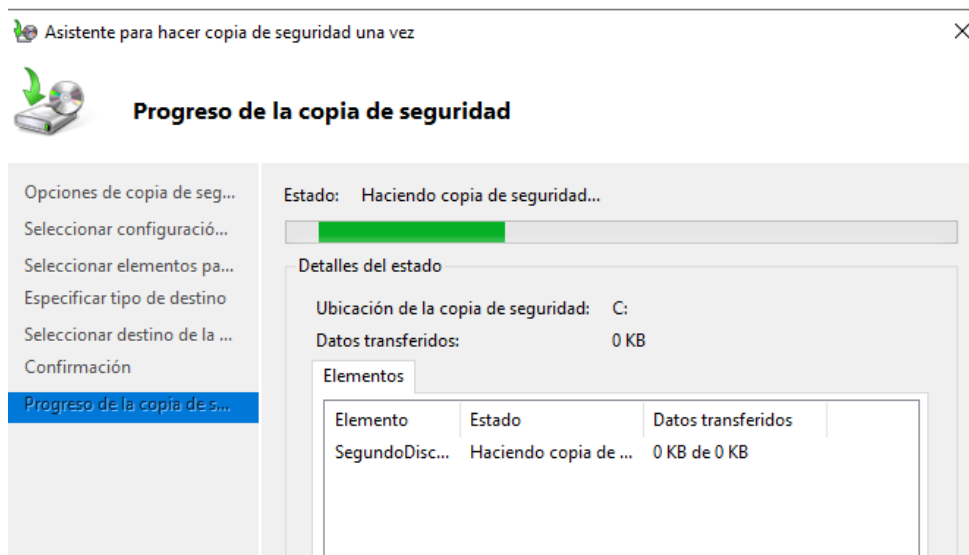 Asistente para hacer copia de seguridad una vez
Progreso de la copia de seguridad
Opciones de copia de seg...
Seleccionar configuració...
Seleccionar elementos pa...
Especificar tipo de destino
Seleccionar destino de la ...
Confirmación
Progreso de la copia de s...
Estado: Haciendo copia de seguridad...
Detalles del estado
Ubicación de la copia de seguridad: C:
Datos transferidos: 0 KB
Elementos
Elemento Estado Datos transferidos
SegundoDisc... Haciendo copia de ... 0 KB de 0 KB